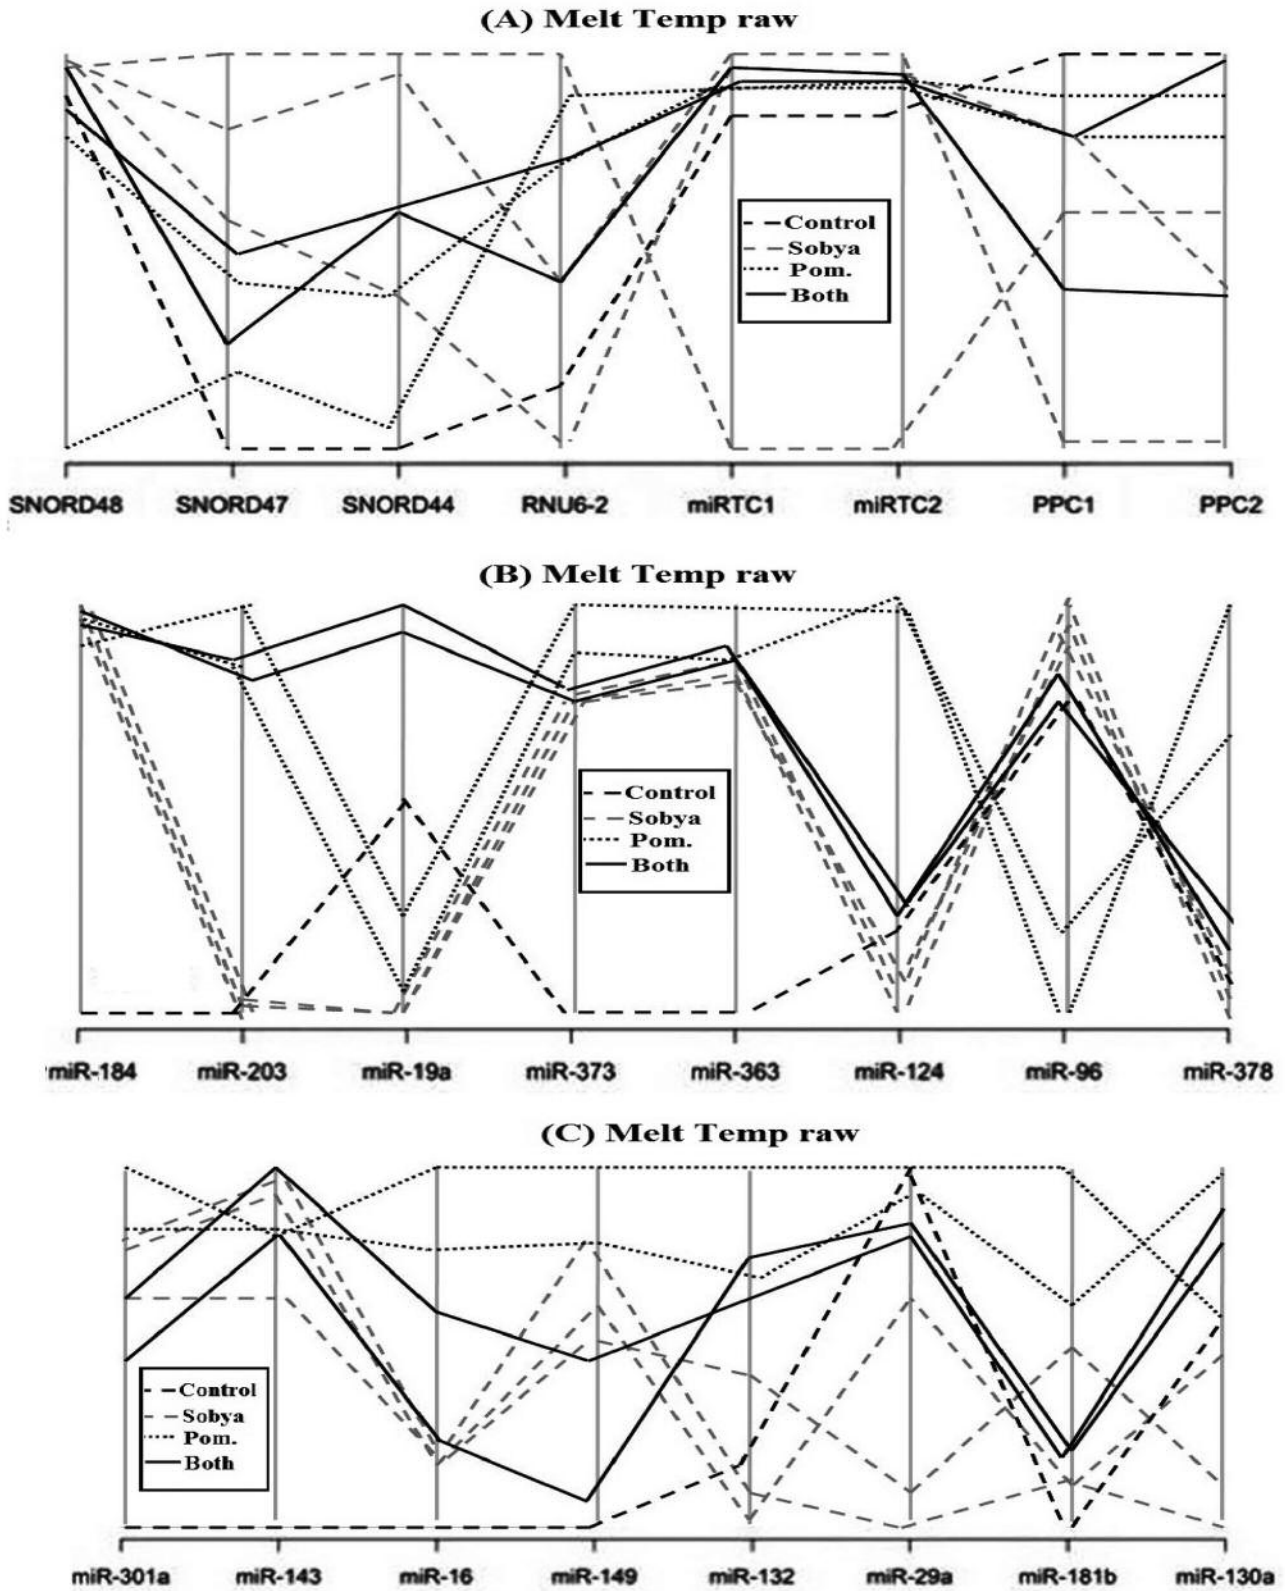 (A) Melt Temp raw
Control
Sobya
Pom.
Both
SNORD48 SNORD47 SNORD44 RNU6-2 miRTC1 miRTC2 PPC1 PPC2
(B) Melt Temp raw
Control
Sobya
Pom.
Both
miR-184 miR-203 miR-19a miR-373 miR-363 miR-124 miR-96 miR-378
(C) Melt Temp raw
Control
Sobya
Pom.
Both
miR-301a miR-143 miR-16 miR-149 miR-132 miR-29a miR-181b miR-130a